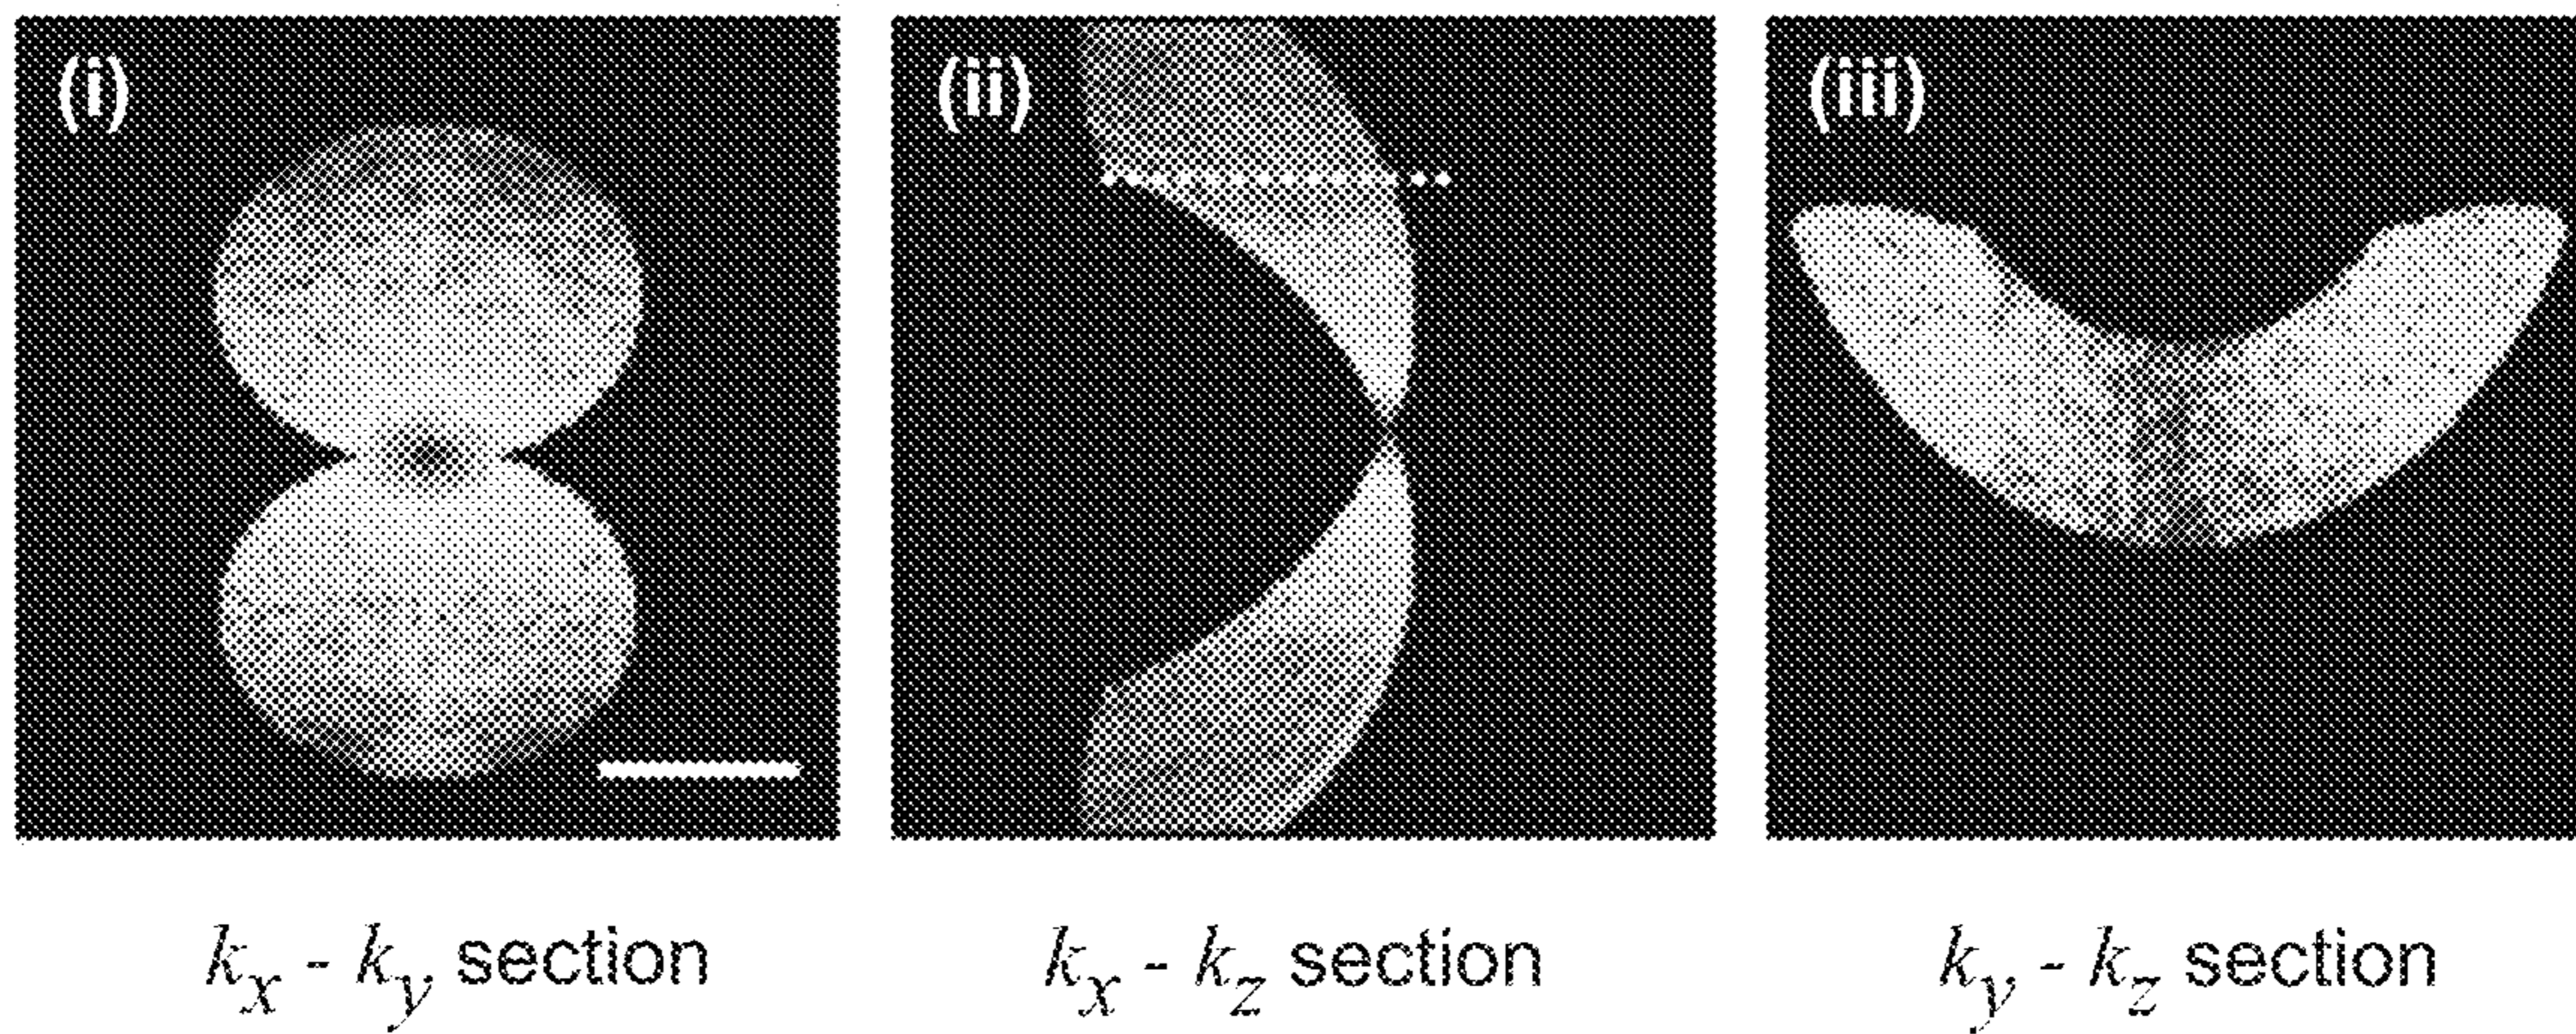 (i)
(ii)
(iii)
kx - ky section
kx - kz section
ky - kz section